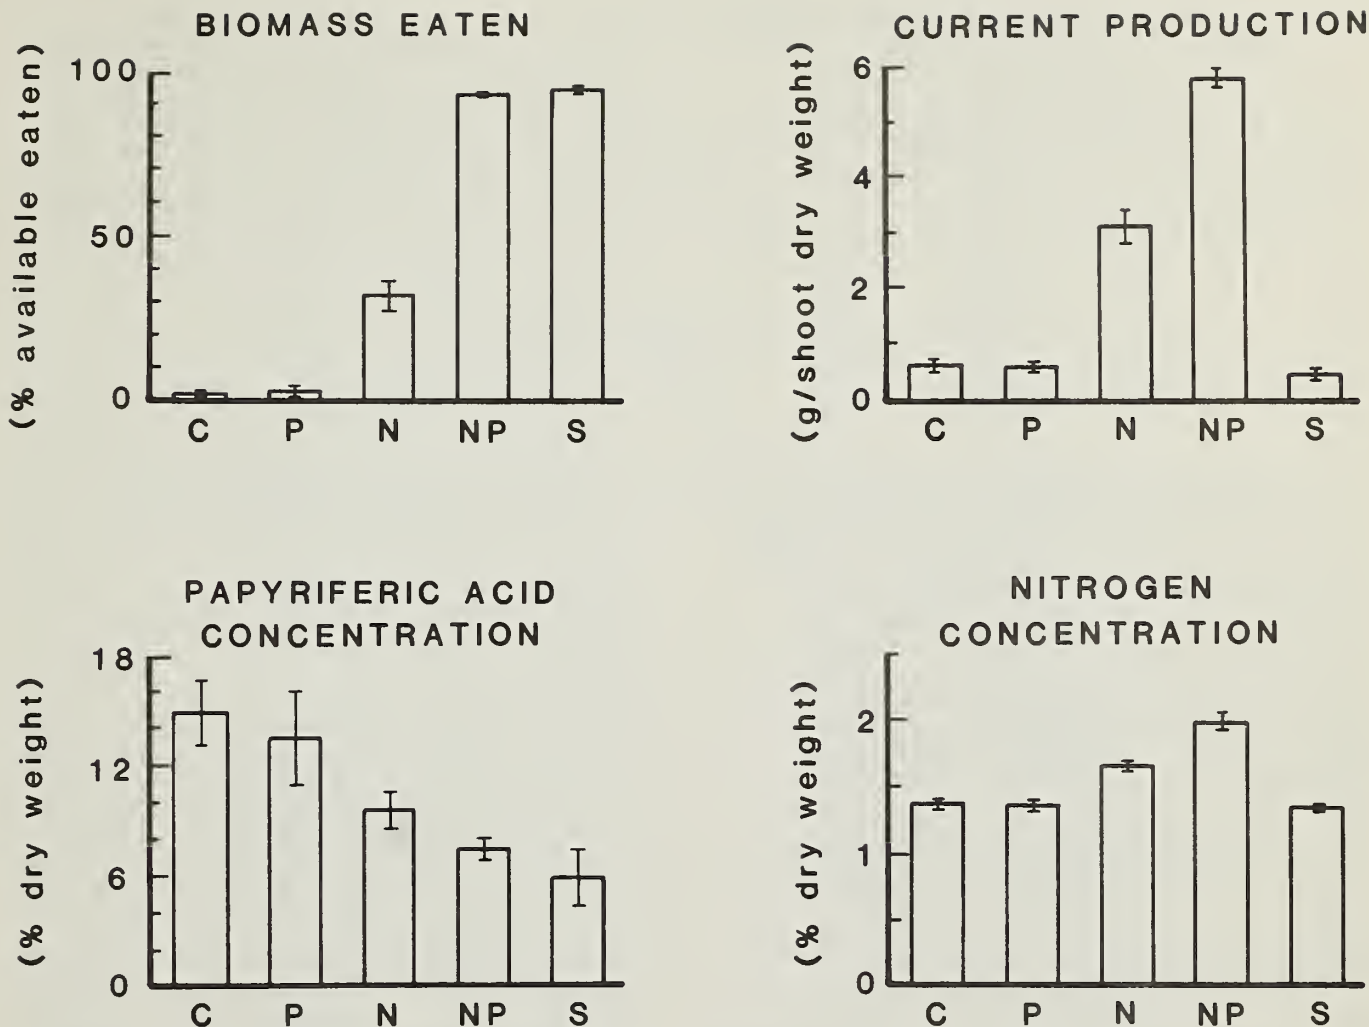 BIOMASS EATEN
(% available eaten)
100
50
0
C P N NP S
CURRENT PRODUCTION
(g/shoot dry weight)
6
4
2
0
C P N NP S
PAPYRIFERIC ACID
CONCENTRATION
(% dry weight)
18
12
6
0
C P N NP S
NITROGEN
CONCENTRATION
(% dry weight)
2
1
0
C P N NP S